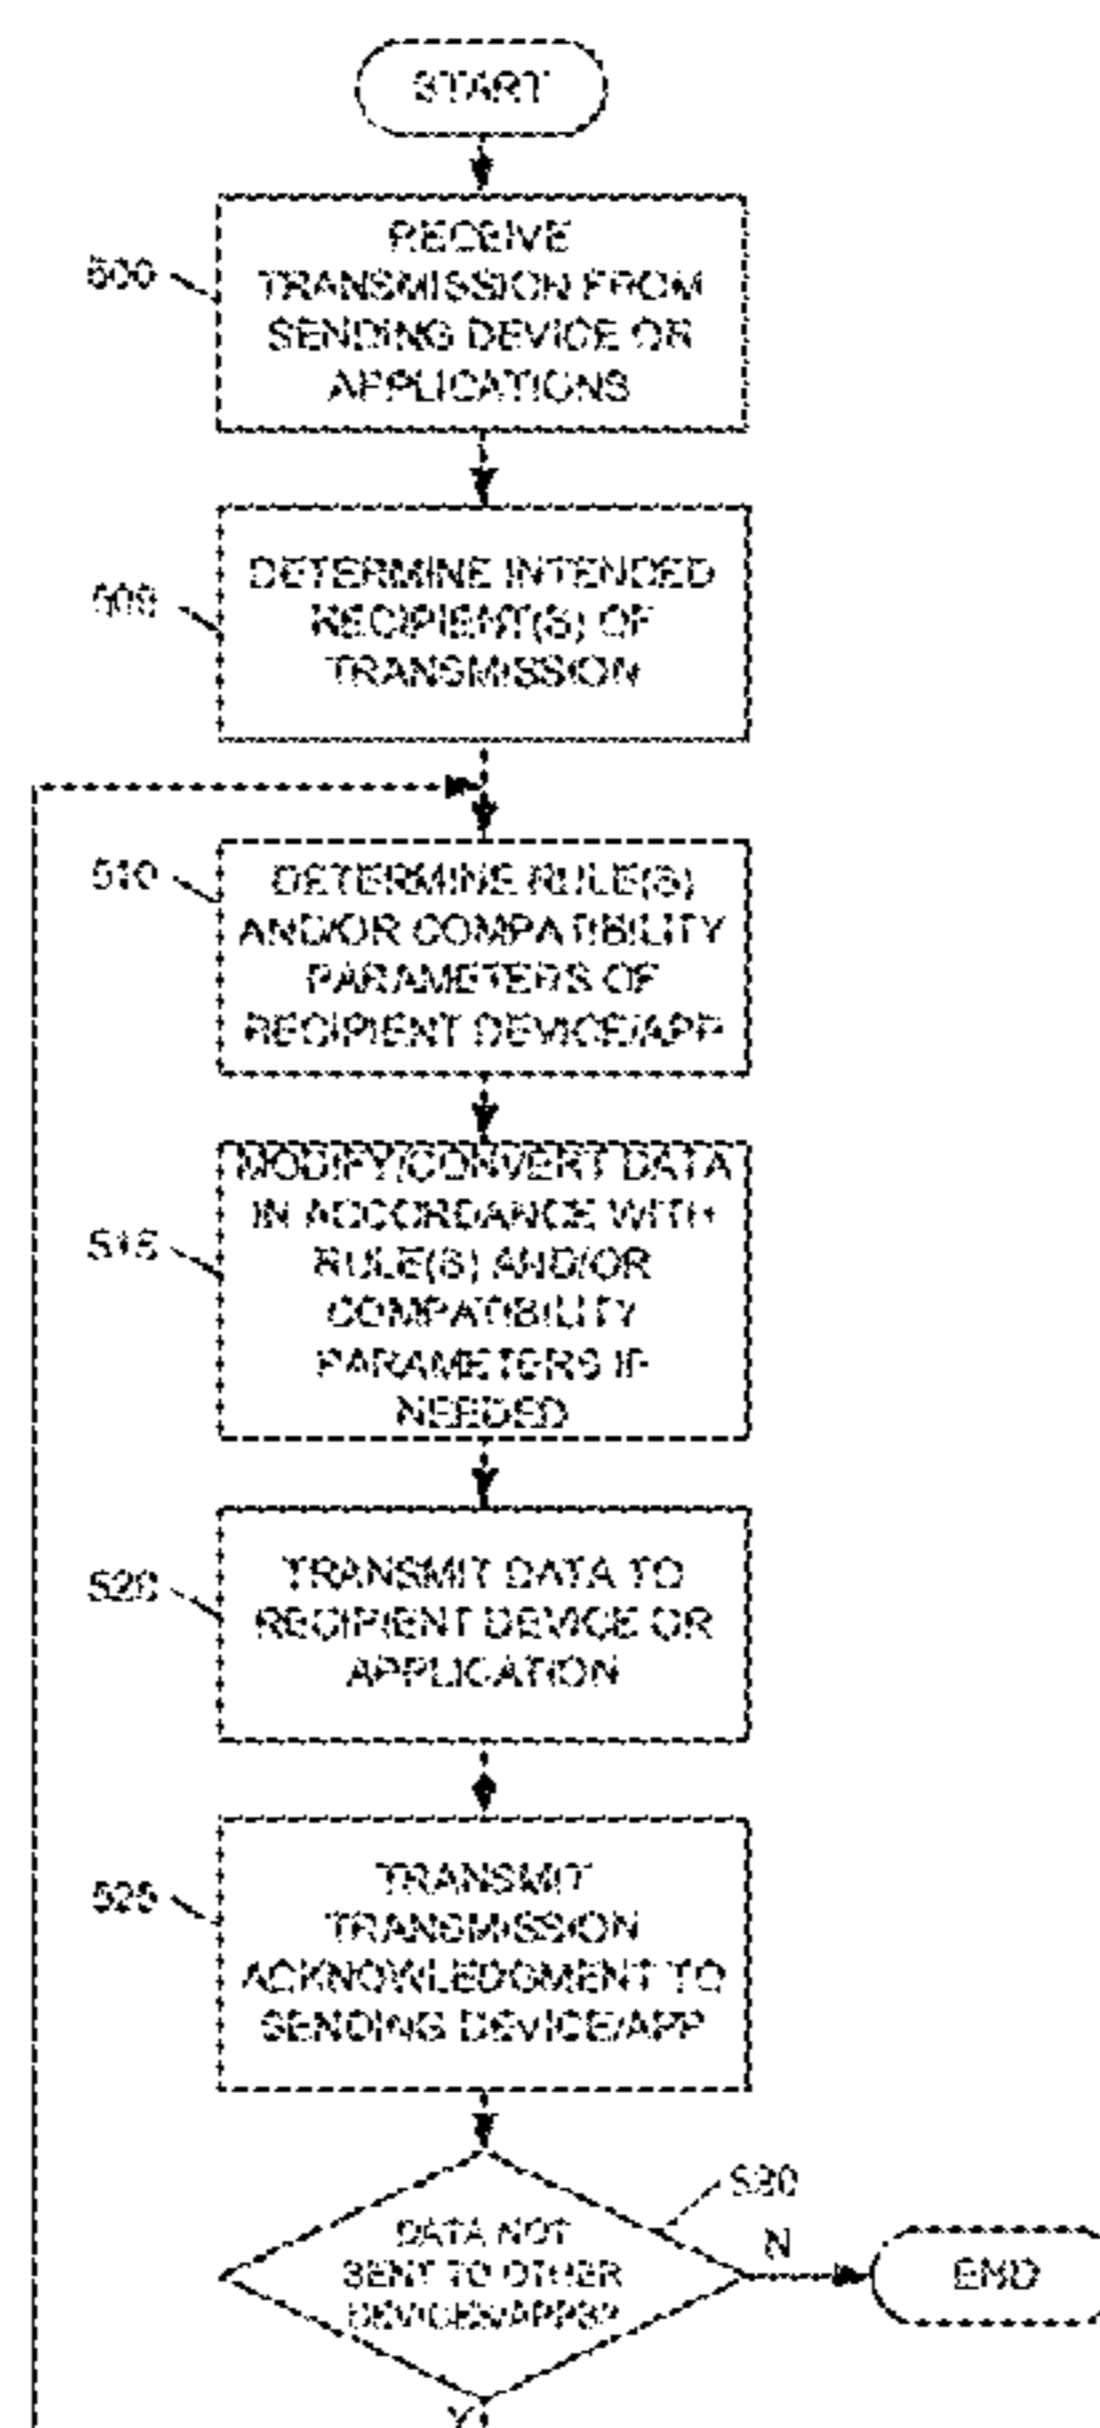 START
500
RECEIVE
TRANSMISSION FROM
SENDING DEVICE OR
APPLICATIONS
505
DETERMINE INTENDED
RECIPIENT(S) OF
TRANSMISSION
510
DETERMINE RULE(S)
AND/OR COMPATIBILITY
PARAMETERS OF
RECIPIENT DEVICE/APP
515
MODIFY/CONVERT DATA
IN ACCORDANCE WITH
RULE(S) AND/OR
COMPATIBILITY
PARAMETERS IF
NEEDED
520
TRANSMIT DATA TO
RECIPIENT DEVICE OR
APPLICATION
525
TRANSMIT
TRANSMISSION
ACKNOWLEDGMENT TO
SENDING DEVICE/APP
530
DATA NOT
SENT TO OTHER
DEVICES/APPS?
N
END
Y